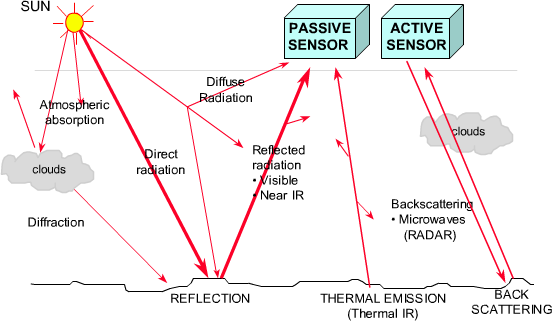 SUN
PASSIVE
SENSOR
ACTIVE
SENSOR
Diffuse
Radiation
Atmospheric
absorption
clouds
Direct
radiation
Reflected
radiation
• Visible
• Near IR
clouds
Backscattering
• Microwaves
(RADAR)
Diffraction
REFLECTION
THERMAL EMISSION
(Thermal IR)
BACK
SCATTERING